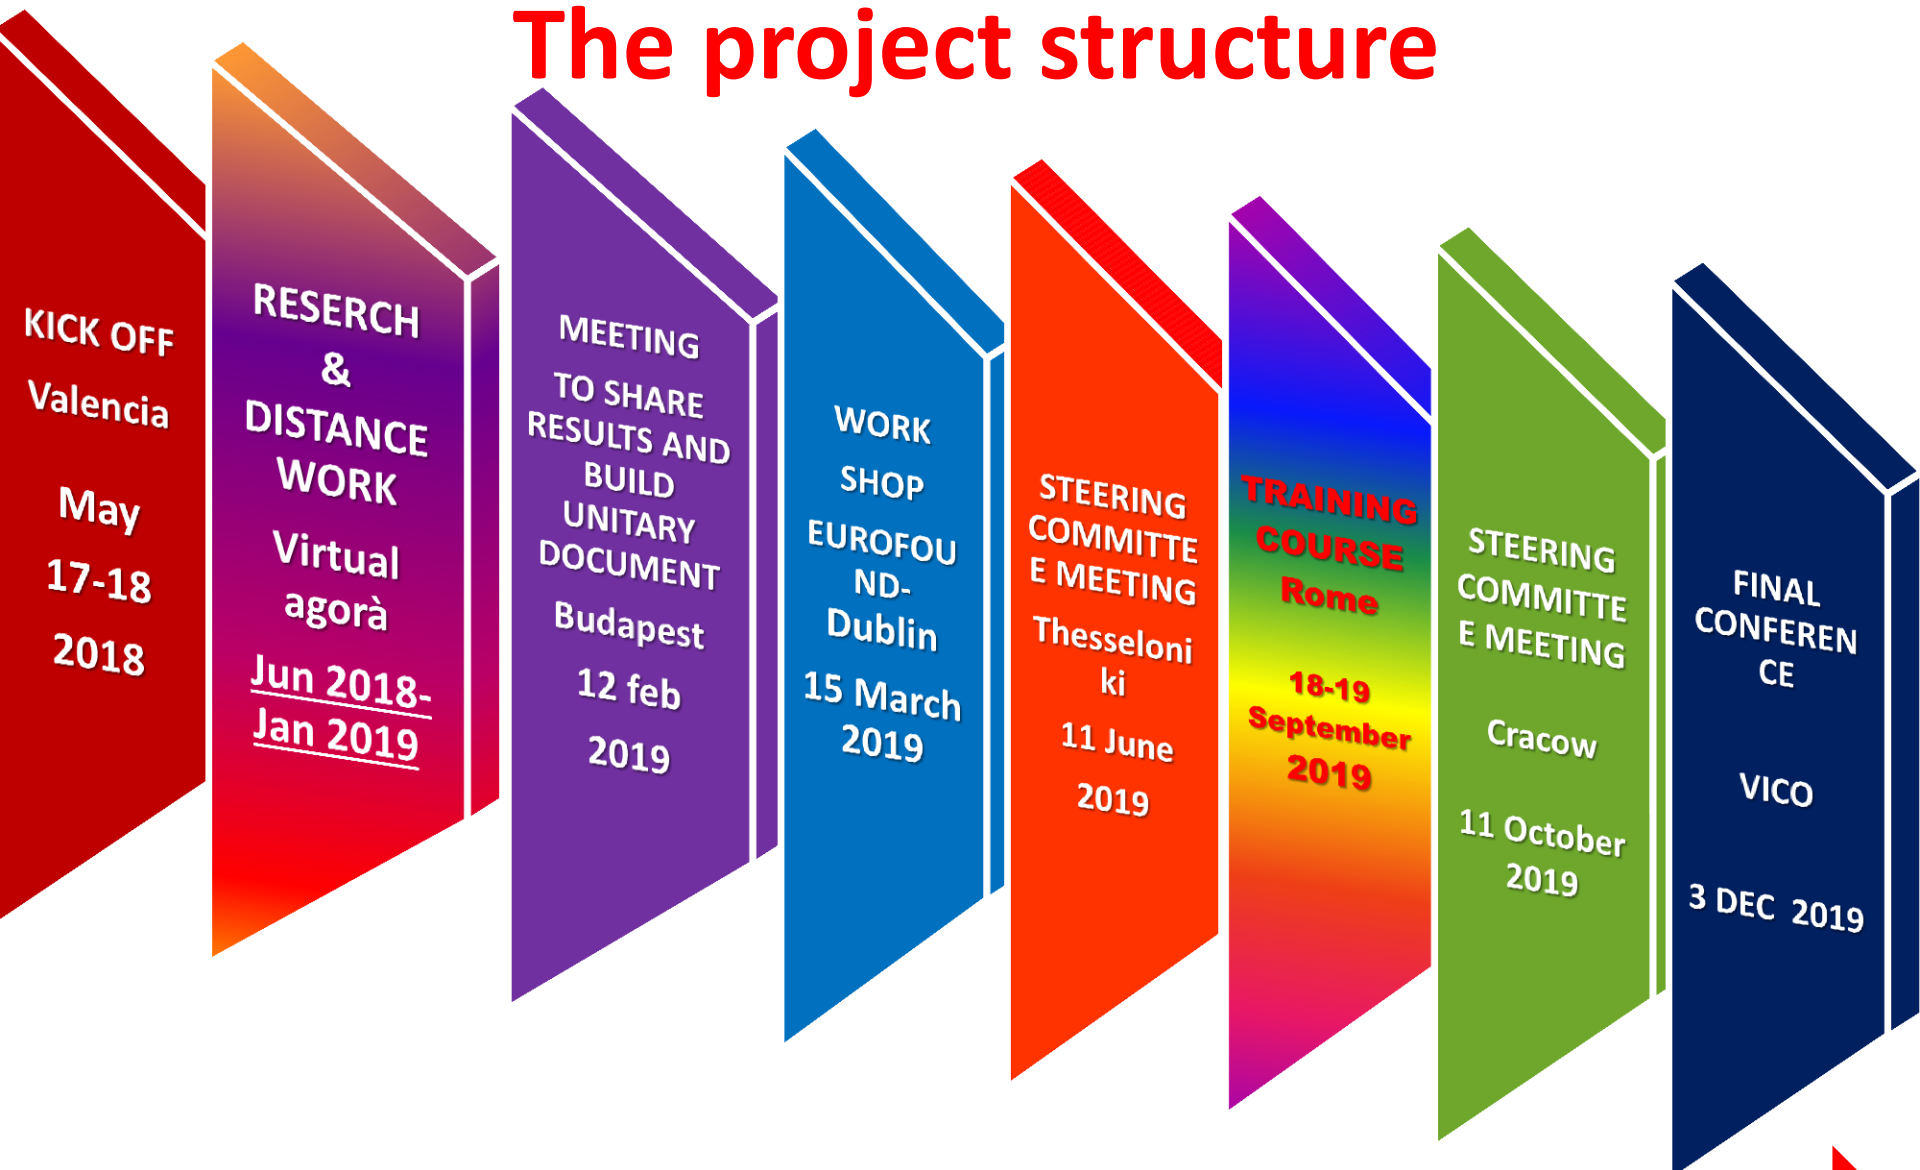 The project structure
KICK OFF
Valencia
May
17-18
2018
RESERCH
&
DISTANCE
WORK
Virtual
agorà
Jun 2018-
Jan 2019
MEETING
TO SHARE
RESULTS AND
BUILD
UNITARY
DOCUMENT
Budapest
12 feb
2019
WORK
SHOP
EUROFOU
ND-
Dublin
15 March
2019
STEERING
COMMITTE
E MEETING
Thesseloni
ki
11 June
2019
TRAINING
COURSE
Rome
18-19
September
2019
STEERING
COMMITTE
E MEETING
Cracow
11 October
2019
FINAL
CONFEREN
CE
VICO
3 DEC  2019